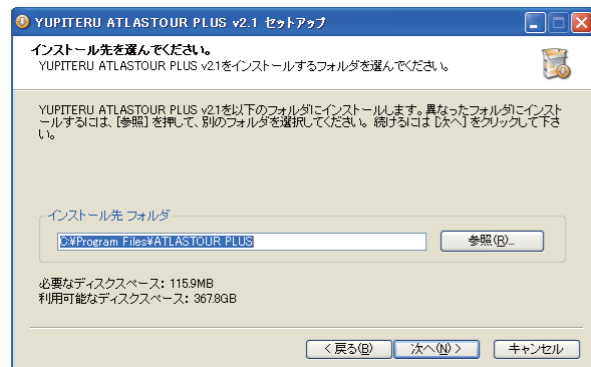 YUPITERU ATLASTOUR PLUS v2.1 セットアップ
インストール先を選んでください。
YUPITERU ATLASTOUR PLUS v2.1をインストールするフォルダを選んでください。
YUPITERU ATLASTOUR PLUS v2.1を以下のフォルダにインストールします。異なったフォルダにインスト
ールするには、[参照] を押して、別のフォルダを選択してください。 続けるには [次へ] をクリックして下さ
い。
インストール先 フォルダ
C:¥Program Files¥ATLASTOUR PLUS
参照(R)...
必要なディスクスペース: 115.9MB
利用可能なディスクスペース: 367.8GB
< 戻る(B)
次へ(N) >
キャンセル